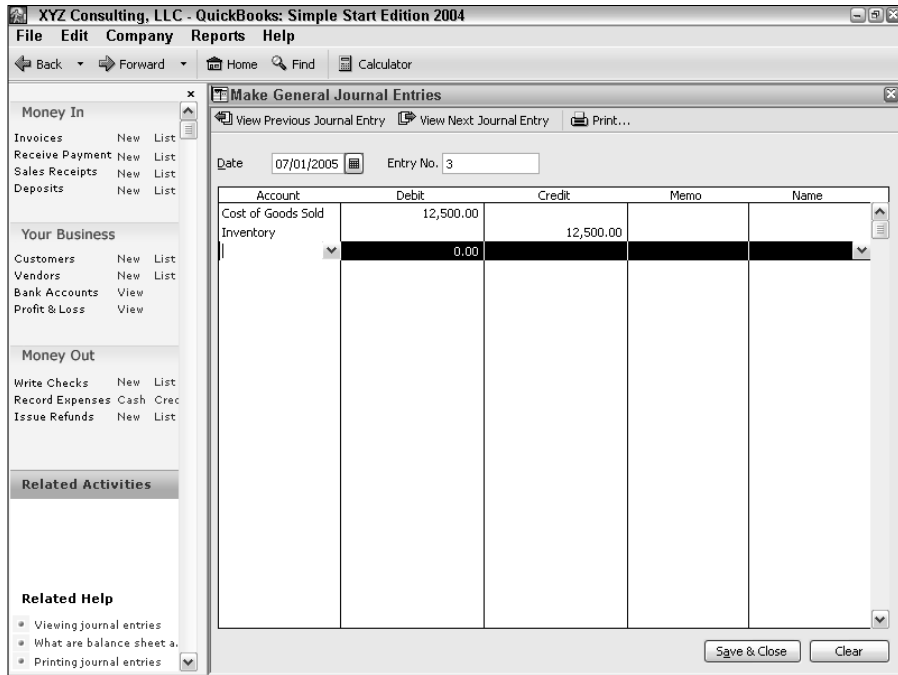 XYZ Consulting, LLC - QuickBooks: Simple Start Edition 2004
File Edit Company Reports Help
Back Forward Home Find Calculator
Money In
Invoices New List
Receive Payment New List
Sales Receipts New List
Deposits New List
Your Business
Customers New List
Vendors New List
Bank Accounts View
Profit & Loss View
Money Out
Write Checks New List
Record Expenses Cash Crec
Issue Refunds New List
Related Activities
Related Help
Viewing journal entries
What are balance sheet a.
Printing journal entries
Make General Journal Entries
View Previous Journal Entry View Next Journal Entry Print...
Date 07/01/2005 Entry No. 3
Account Debit Credit Memo Name
Cost of Goods Sold 12,500.00
Inventory 12,500.00
0.00
Save & Close Clear